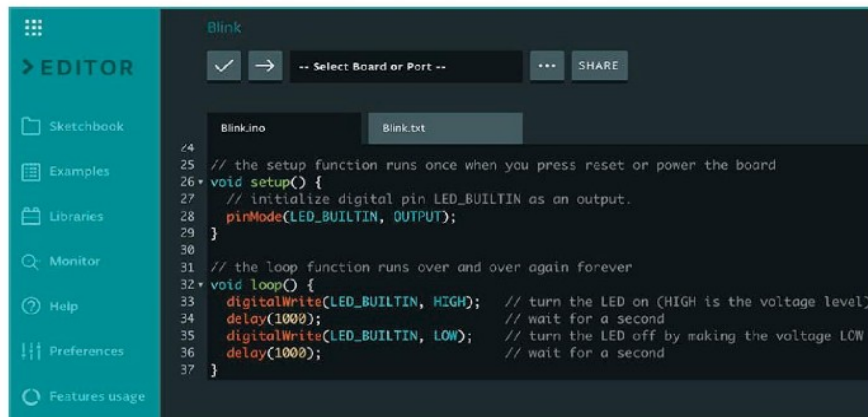 Blink
>EDITOR
-- Select Board or Port --
... SHARE
Sketchbook
Examples
Libraries
Monitor
Help
Preferences
Features usage
Blink.ino
Blink.txt
24
25 // the setup function runs once when you press reset or power the board
26 void setup() {
27 // initialize digital pin LED_BUILTIN as an output.
28 pinMode(LED_BUILTIN, OUTPUT);
29 }
30
31 // the loop function runs over and over again forever
32 void loop() {
33 digitalWrite(LED_BUILTIN, HIGH); // turn the LED on (HIGH is the voltage level)
34 delay(1000); // wait for a second
35 digitalWrite(LED_BUILTIN, LOW); // turn the LED off by making the voltage LOW
36 delay(1000); // wait for a second
37 }